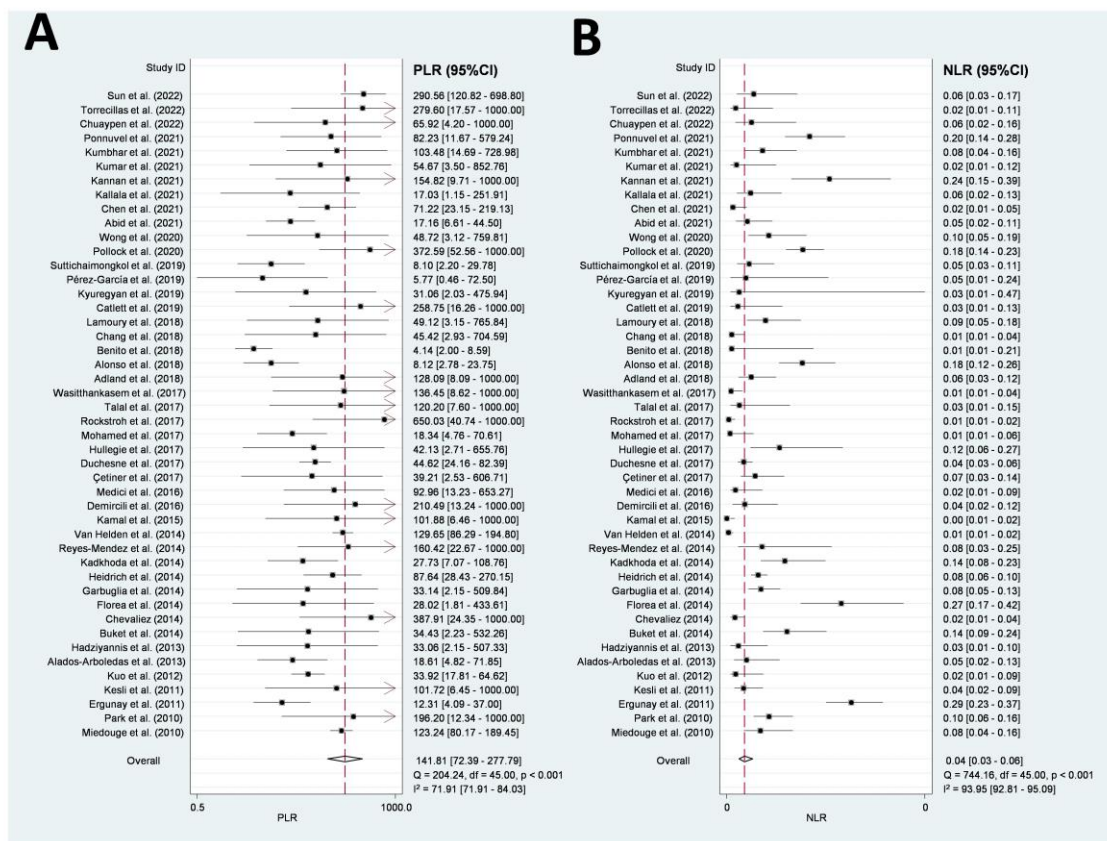 A
Study ID PLR (95%CI)
Sun et al. (2022) 290.56 [120.82 - 698.80]
Torrecillas et al. (2022) 279.60 [17.57 - 1000.00]
Chuaypen et al. (2022) 65.92 [4.20 - 1000.00]
Ponnuvel et al. (2021) 82.23 [11.67 - 579.24]
Kumbhar et al. (2021) 103.48 [14.69 - 728.98]
Kumar et al. (2021) 54.67 [3.50 - 852.76]
Kannan et al. (2021) 154.82 [9.71 - 1000.00]
Kallala et al. (2021) 17.03 [1.15 - 251.91]
Chen et al. (2021) 71.22 [23.15 - 219.13]
Abid et al. (2021) 17.16 [6.61 - 44.50]
Wong et al. (2020) 48.72 [3.12 - 759.81]
Pollock et al. (2020) 372.59 [52.56 - 1000.00]
Suttichaimongkol et al. (2019) 8.10 [2.20 - 29.78]
Pérez-García et al. (2019) 5.77 [0.46 - 72.50]
Kyuregyan et al. (2019) 31.06 [2.03 - 475.94]
Catlett et al. (2019) 258.75 [16.26 - 1000.00]
Lamoury et al. (2018) 49.12 [3.15 - 765.84]
Chang et al. (2018) 45.42 [2.93 - 704.59]
Benito et al. (2018) 4.14 [2.00 - 8.59]
Alonso et al. (2018) 8.12 [2.78 - 23.75]
Adland et al. (2018) 128.09 [8.09 - 1000.00]
Wasitthankasem et al. (2017) 136.45 [8.62 - 1000.00]
Talal et al. (2017) 120.20 [7.60 - 1000.00]
Rockstroh et al. (2017) 650.03 [40.74 - 1000.00]
Mohamed et al. (2017) 18.34 [4.76 - 70.61]
Hullegie et al. (2017) 42.13 [2.71 - 655.76]
Duchesne et al. (2017) 44.62 [24.16 - 82.39]
Çetiner et al. (2017) 39.21 [2.53 - 606.71]
Medici et al. (2016) 92.96 [13.23 - 653.27]
Demircili et al. (2016) 210.49 [13.24 - 1000.00]
Kamal et al. (2015) 101.88 [6.46 - 1000.00]
Van Helden et al. (2014) 129.65 [86.29 - 194.80]
Reyes-Mendez et al. (2014) 160.42 [22.67 - 1000.00]
Kadkhoda et al. (2014) 27.73 [7.07 - 108.76]
Heidrich et al. (2014) 87.64 [28.43 - 270.15]
Garbuglia et al. (2014) 33.14 [2.15 - 509.84]
Florea et al. (2014) 28.02 [1.81 - 433.61]
Chevaliez (2014) 387.91 [24.35 - 1000.00]
Buket et al. (2014) 34.43 [2.23 - 532.26]
Hadziyannis et al. (2013) 33.06 [2.15 - 507.33]
Alados-Arboledas et al. (2013) 18.61 [4.82 - 71.85]
Kuo et al. (2012) 33.92 [17.81 - 64.62]
Kesli et al. (2011) 101.72 [6.45 - 1000.00]
Ergunay et al. (2011) 12.31 [4.09 - 37.00]
Park et al. (2010) 196.20 [12.34 - 1000.00]
Miedouge et al. (2010) 123.24 [80.17 - 189.45]
Overall 141.81 [72.39 - 277.79]
Q = 204.24, df = 45.00, p < 0.001
I² = 71.91 [71.91 - 84.03]
0.5 1000.0
PLR
B
Study ID NLR (95%CI)
Sun et al. (2022) 0.06 [0.03 - 0.17]
Torrecillas et al. (2022) 0.02 [0.01 - 0.11]
Chuaypen et al. (2022) 0.06 [0.02 - 0.16]
Ponnuvel et al. (2021) 0.20 [0.14 - 0.28]
Kumbhar et al. (2021) 0.08 [0.04 - 0.16]
Kumar et al. (2021) 0.02 [0.01 - 0.12]
Kannan et al. (2021) 0.24 [0.15 - 0.39]
Kallala et al. (2021) 0.06 [0.02 - 0.13]
Chen et al. (2021) 0.02 [0.01 - 0.05]
Abid et al. (2021) 0.05 [0.02 - 0.11]
Wong et al. (2020) 0.10 [0.05 - 0.19]
Pollock et al. (2020) 0.18 [0.14 - 0.23]
Suttichaimongkol et al. (2019) 0.05 [0.03 - 0.11]
Pérez-García et al. (2019) 0.05 [0.01 - 0.24]
Kyuregyan et al. (2019) 0.03 [0.01 - 0.47]
Catlett et al. (2019) 0.03 [0.01 - 0.13]
Lamoury et al. (2018) 0.09 [0.05 - 0.18]
Chang et al. (2018) 0.01 [0.01 - 0.04]
Benito et al. (2018) 0.01 [0.01 - 0.21]
Alonso et al. (2018) 0.18 [0.12 - 0.26]
Adland et al. (2018) 0.06 [0.03 - 0.12]
Wasitthankasem et al. (2017) 0.01 [0.01 - 0.04]
Talal et al. (2017) 0.03 [0.01 - 0.15]
Rockstroh et al. (2017) 0.01 [0.01 - 0.02]
Mohamed et al. (2017) 0.01 [0.01 - 0.06]
Hullegie et al. (2017) 0.12 [0.06 - 0.27]
Duchesne et al. (2017) 0.04 [0.03 - 0.06]
Çetiner et al. (2017) 0.07 [0.03 - 0.14]
Medici et al. (2016) 0.02 [0.01 - 0.09]
Demircili et al. (2016) 0.04 [0.02 - 0.12]
Kamal et al. (2015) 0.00 [0.01 - 0.02]
Van Helden et al. (2014) 0.01 [0.01 - 0.02]
Reyes-Mendez et al. (2014) 0.08 [0.03 - 0.25]
Kadkhoda et al. (2014) 0.14 [0.08 - 0.23]
Heidrich et al. (2014) 0.08 [0.06 - 0.10]
Garbuglia et al. (2014) 0.08 [0.05 - 0.13]
Florea et al. (2014) 0.27 [0.17 - 0.42]
Chevaliez (2014) 0.02 [0.01 - 0.04]
Buket et al. (2014) 0.14 [0.09 - 0.24]
Hadziyannis et al. (2013) 0.03 [0.01 - 0.10]
Alados-Arboledas et al. (2013) 0.05 [0.02 - 0.13]
Kuo et al. (2012) 0.02 [0.01 - 0.09]
Kesli et al. (2011) 0.04 [0.02 - 0.09]
Ergunay et al. (2011) 0.29 [0.23 - 0.37]
Park et al. (2010) 0.10 [0.06 - 0.16]
Miedouge et al. (2010) 0.08 [0.04 - 0.16]
Overall 0.04 [0.03 - 0.06]
Q = 744.16, df = 45.00, p < 0.001
I² = 93.95 [92.81 - 95.09]
0 0
NLR